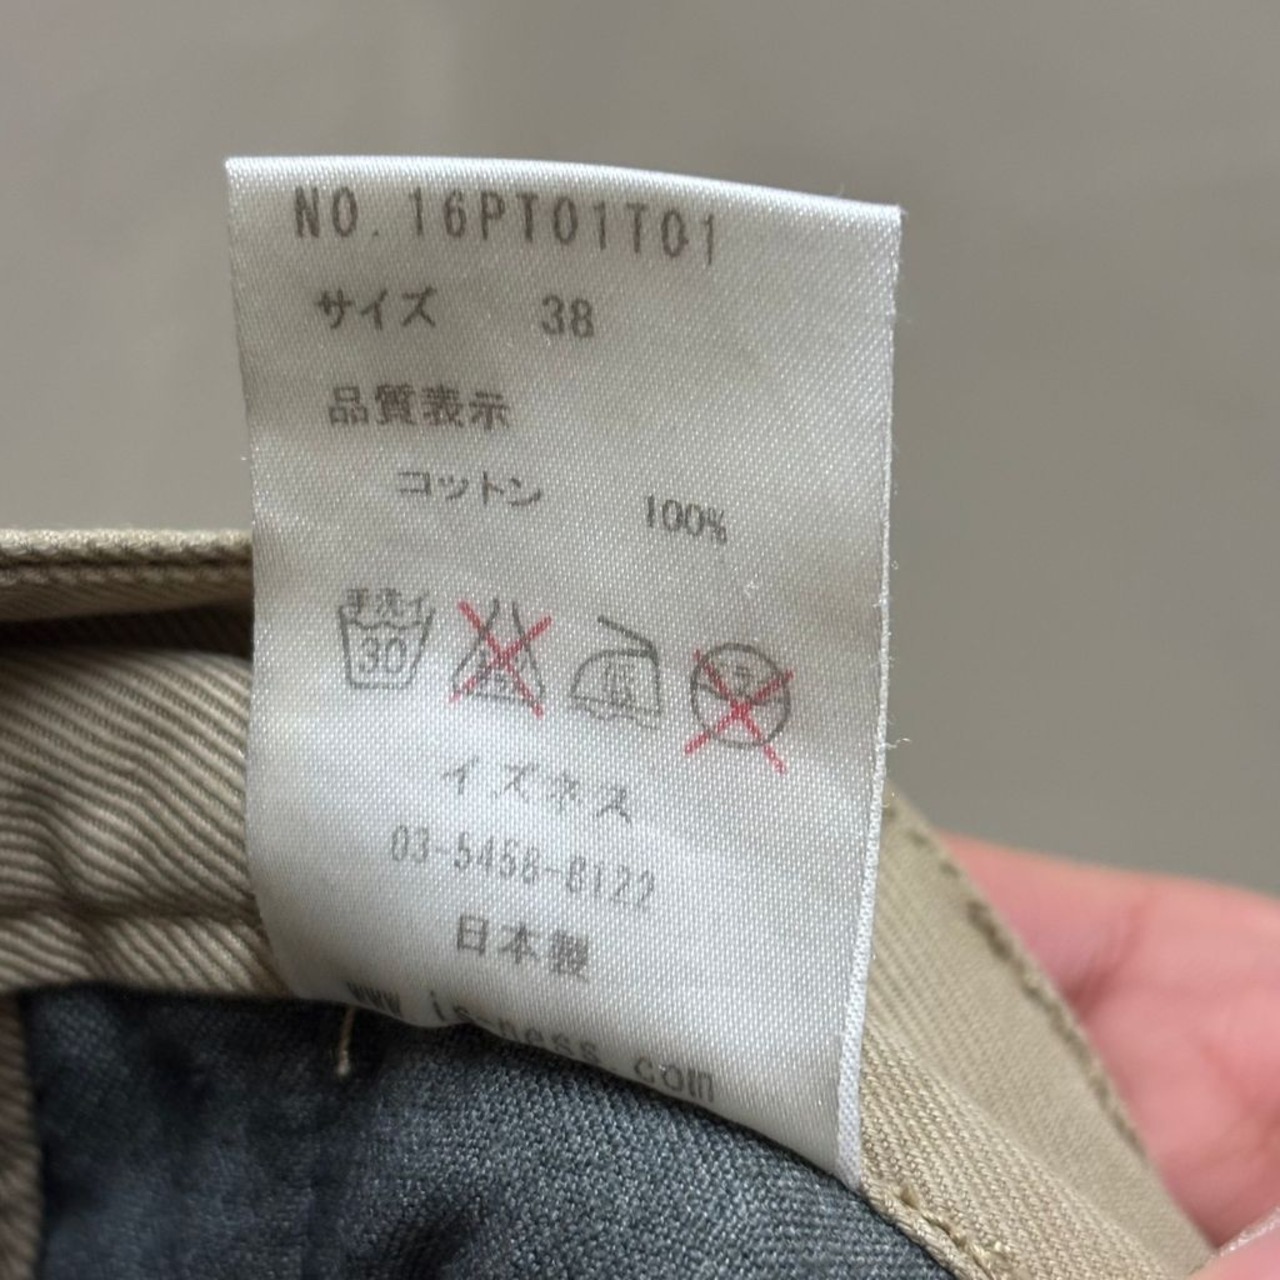 NO.16PT01T01
サイズ 38
品質表示
コットン 100%
手洗イ
30
イズネス
03-5458-8122
日本製
www.is-ness.com